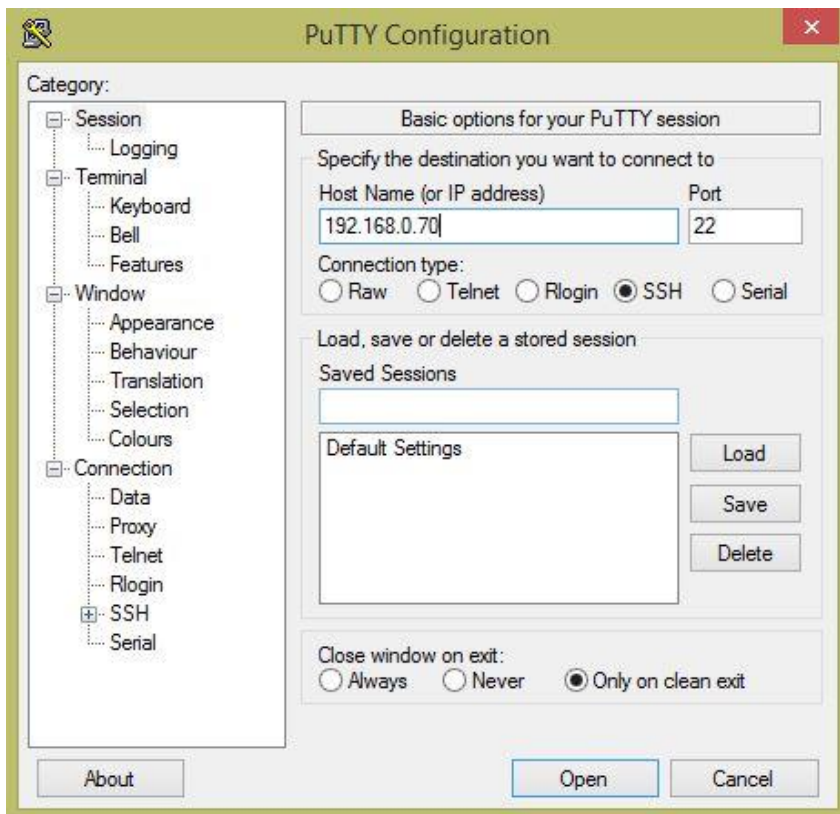 PuTTY Configuration
Category:
Session
Logging
Terminal
Keyboard
Bell
Features
Window
Appearance
Behaviour
Translation
Selection
Colours
Connection
Data
Proxy
Telnet
Rlogin
SSH
Serial
Basic options for your PuTTY session
Specify the destination you want to connect to
Host Name (or IP address) Port
192.168.0.70 22
Connection type:
Raw Telnet Rlogin SSH Serial
Load, save or delete a stored session
Saved Sessions
Default Settings
Load
Save
Delete
Close window on exit:
Always Never Only on clean exit
About Open Cancel